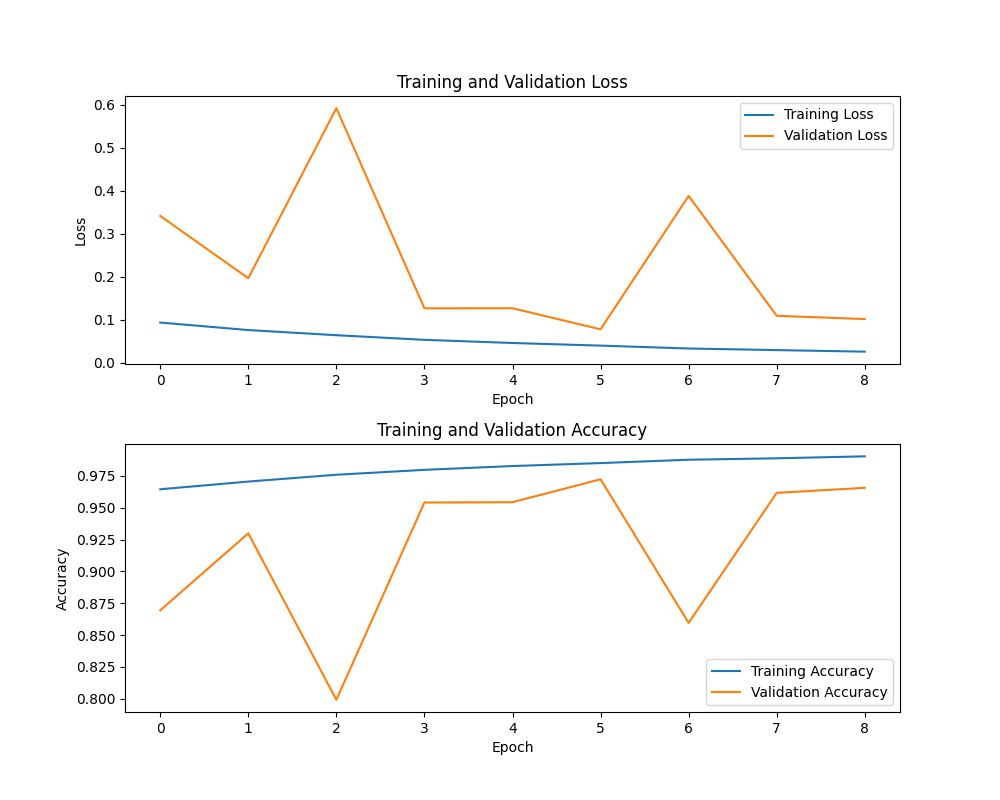 Training and Validation Loss
0.6
0.5
0.4
0.3
0.2
0.1
0.0
Loss
Training Loss
Validation Loss
0 1 2 3 4 5 6 7 8
Epoch
Training and Validation Accuracy
0.975
0.950
0.925
0.900
0.875
0.850
0.825
0.800
Accuracy
Training Accuracy
Validation Accuracy
0 1 2 3 4 5 6 7 8
Epoch